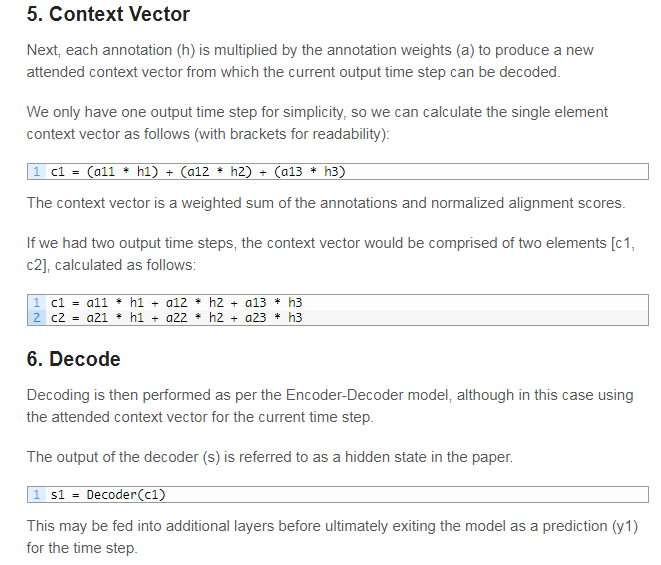 5. Context Vector
Next, each annotation (h) is multiplied by the annotation weights (a) to produce a new
attended context vector from which the current output time step can be decoded.
We only have one output time step for simplicity, so we can calculate the single element
context vector as follows (with brackets for readability):
1 c1 = (a11 * h1) + (a12 * h2) + (a13 * h3)
The context vector is a weighted sum of the annotations and normalized alignment scores.
If we had two output time steps, the context vector would be comprised of two elements [c1,
c2], calculated as follows:
1 c1 = a11 * h1 + a12 * h2 + a13 * h3
2 c2 = a21 * h1 + a22 * h2 + a23 * h3
6. Decode
Decoding is then performed as per the Encoder-Decoder model, although in this case using
the attended context vector for the current time step.
The output of the decoder (s) is referred to as a hidden state in the paper.
1 s1 = Decoder(c1)
This may be fed into additional layers before ultimately exiting the model as a prediction (y1)
for the time step.